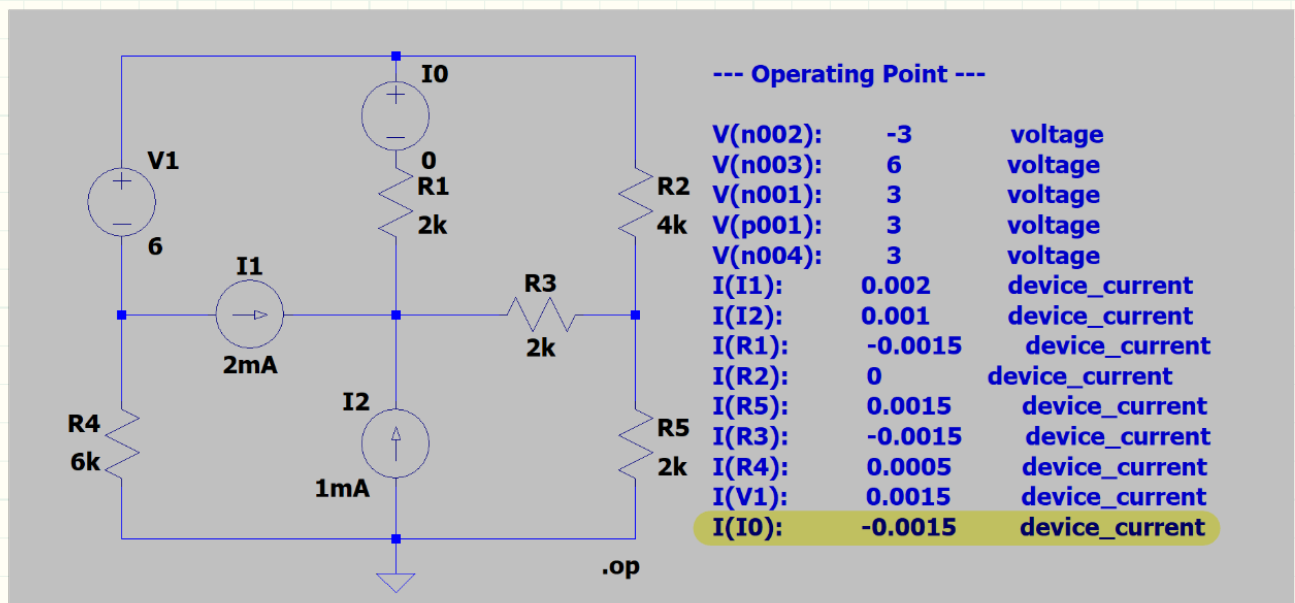 I0
+
−
0
V1
+
−
6
R1
2k
R2
4k
I1
2mA
R3
2k
I2
1mA
R4
6k
R5
2k
.op
--- Operating Point ---
V(n002): -3 voltage
V(n003): 6 voltage
V(n001): 3 voltage
V(p001): 3 voltage
V(n004): 3 voltage
I(I1): 0.002 device_current
I(I2): 0.001 device_current
I(R1): -0.0015 device_current
I(R2): 0 device_current
I(R5): 0.0015 device_current
I(R3): -0.0015 device_current
I(R4): 0.0005 device_current
I(V1): 0.0015 device_current
I(I0): -0.0015 device_current